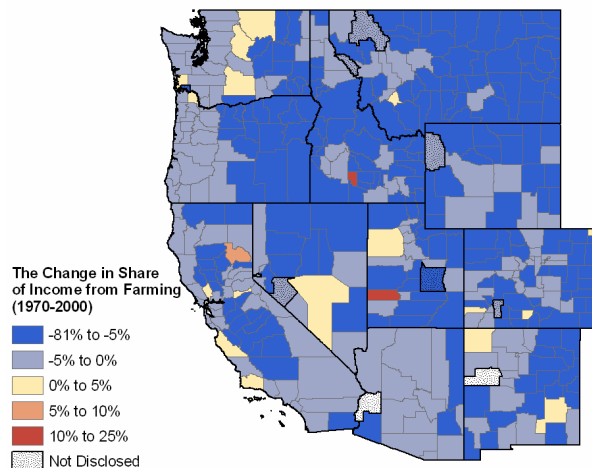 The Change in Share
of Income from Farming
(1970-2000)
-81% to -5%
-5% to 0%
0% to 5%
5% to 10%
10% to 25%
Not Disclosed